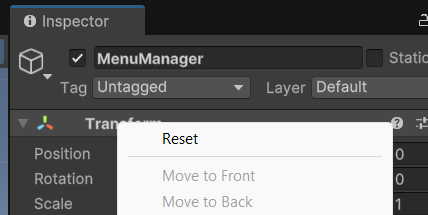 Inspector
MenuManager
Static
Tag Untagged Layer Default
Transform
Reset
Position 0
Move to Front
Rotation 0
Move to Back
Scale 1